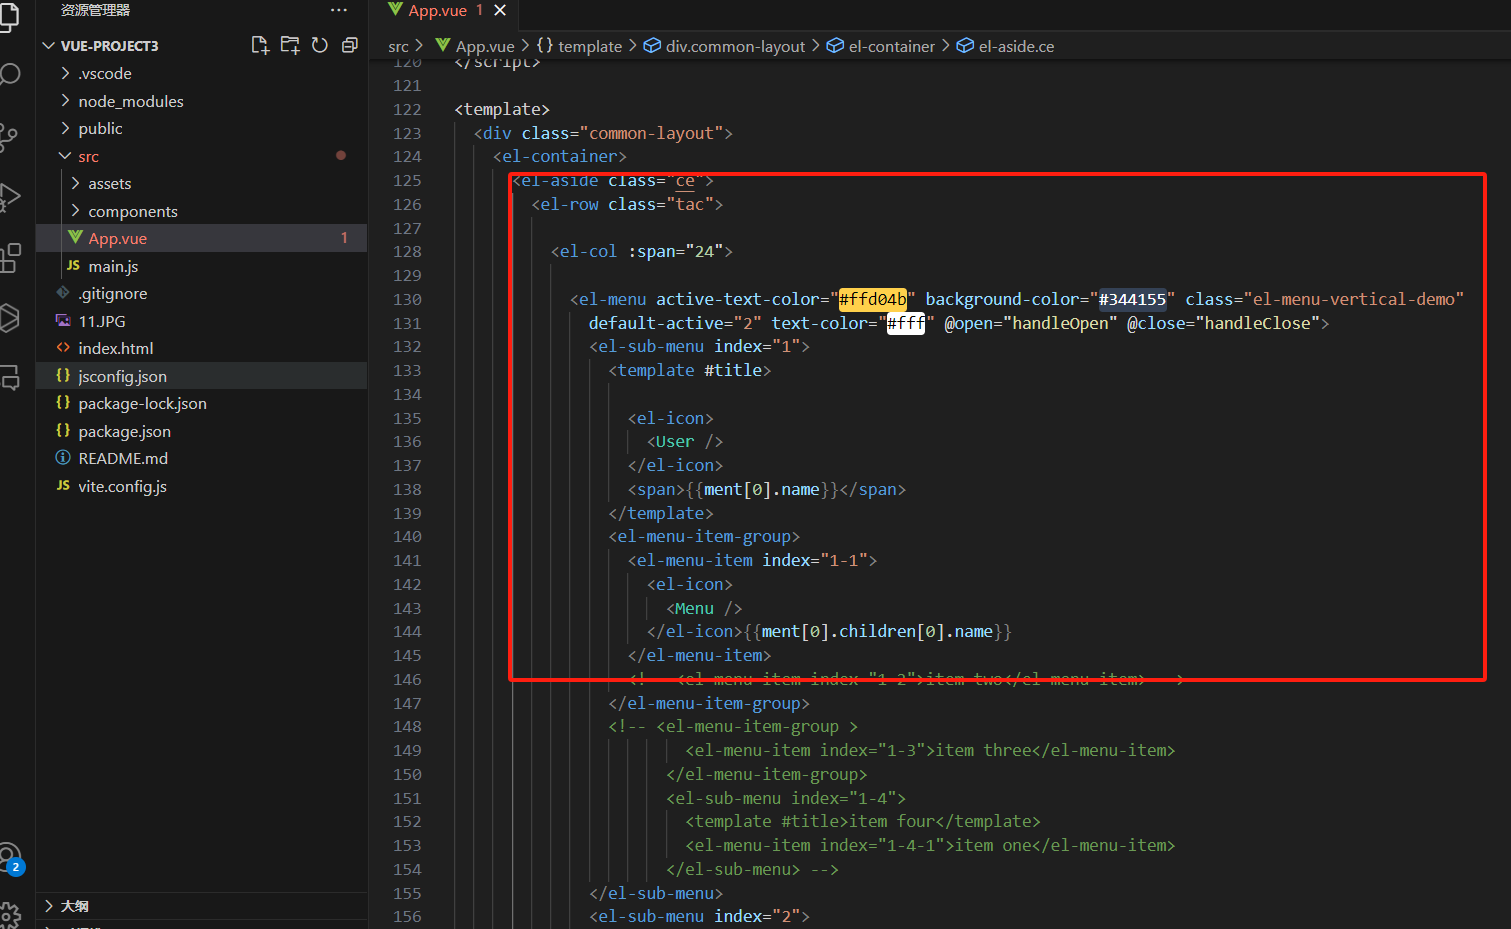 资源管理器
···
VUE-PROJECT3
.vscode
node_modules
public
src
assets
components
App.vue 1
JS main.js
.gitignore
11.JPG
<> index.html
{} jsconfig.json
{} package-lock.json
{} package.json
README.md
JS vite.config.js
2
大纲
App.vue 1
src > App.vue > {} template > div.common-layout > el-container > el-aside.ce
120 </script>
121
122 <template>
123 <div class="common-layout">
124 <el-container>
125 <el-aside class="ce">
126 <el-row class="tac">
127
128 <el-col :span="24">
129
130 <el-menu active-text-color="#ffd04b" background-color="#344155" class="el-menu-vertical-demo"
131 default-active="2" text-color="#fff" @open="handleOpen" @close="handleClose">
132 <el-sub-menu index="1">
133 <template #title>
134
135 <el-icon>
136 <User />
137 </el-icon>
138 <span>{{ment[0].name}}</span>
139 </template>
140 <el-menu-item-group>
141 <el-menu-item index="1-1">
142 <el-icon>
143 <Menu />
144 </el-icon>{{ment[0].children[0].name}}
145 </el-menu-item>
146 <!-- <el-menu-item index="1-2">item two</el-menu-item> -->
147 </el-menu-item-group>
148 <!-- <el-menu-item-group >
149 <el-menu-item index="1-3">item three</el-menu-item>
150 </el-menu-item-group>
151 <el-sub-menu index="1-4">
152 <template #title>item four</template>
153 <el-menu-item index="1-4-1">item one</el-menu-item>
154 </el-sub-menu> -->
155 </el-sub-menu>
156 <el-sub-menu index="2">